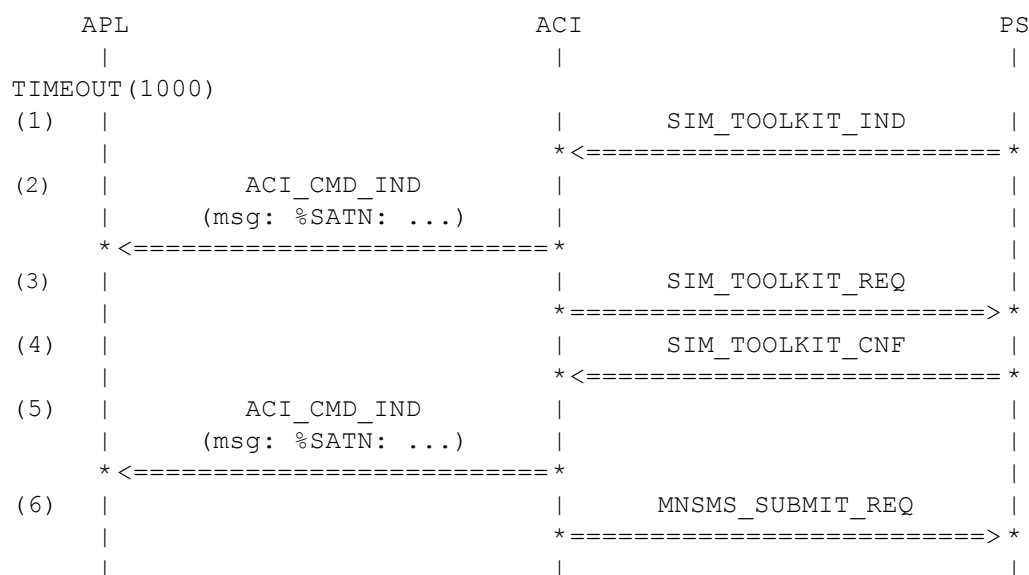 APL ACI PS
| | |
TIMEOUT(1000)
(1) | | SIM_TOOLKIT_IND |
| *<==========================*
(2) | ACI_CMD_IND | |
| (msg: %SATN: ...) | |
*<==========================* |
(3) | | SIM_TOOLKIT_REQ |
| *==========================>*
(4) | | SIM_TOOLKIT_CNF |
| *<==========================*
(5) | ACI_CMD_IND | |
| (msg: %SATN: ...) | |
*<==========================* |
(6) | | MNSMS_SUBMIT_REQ |
| *==========================>*
| | |